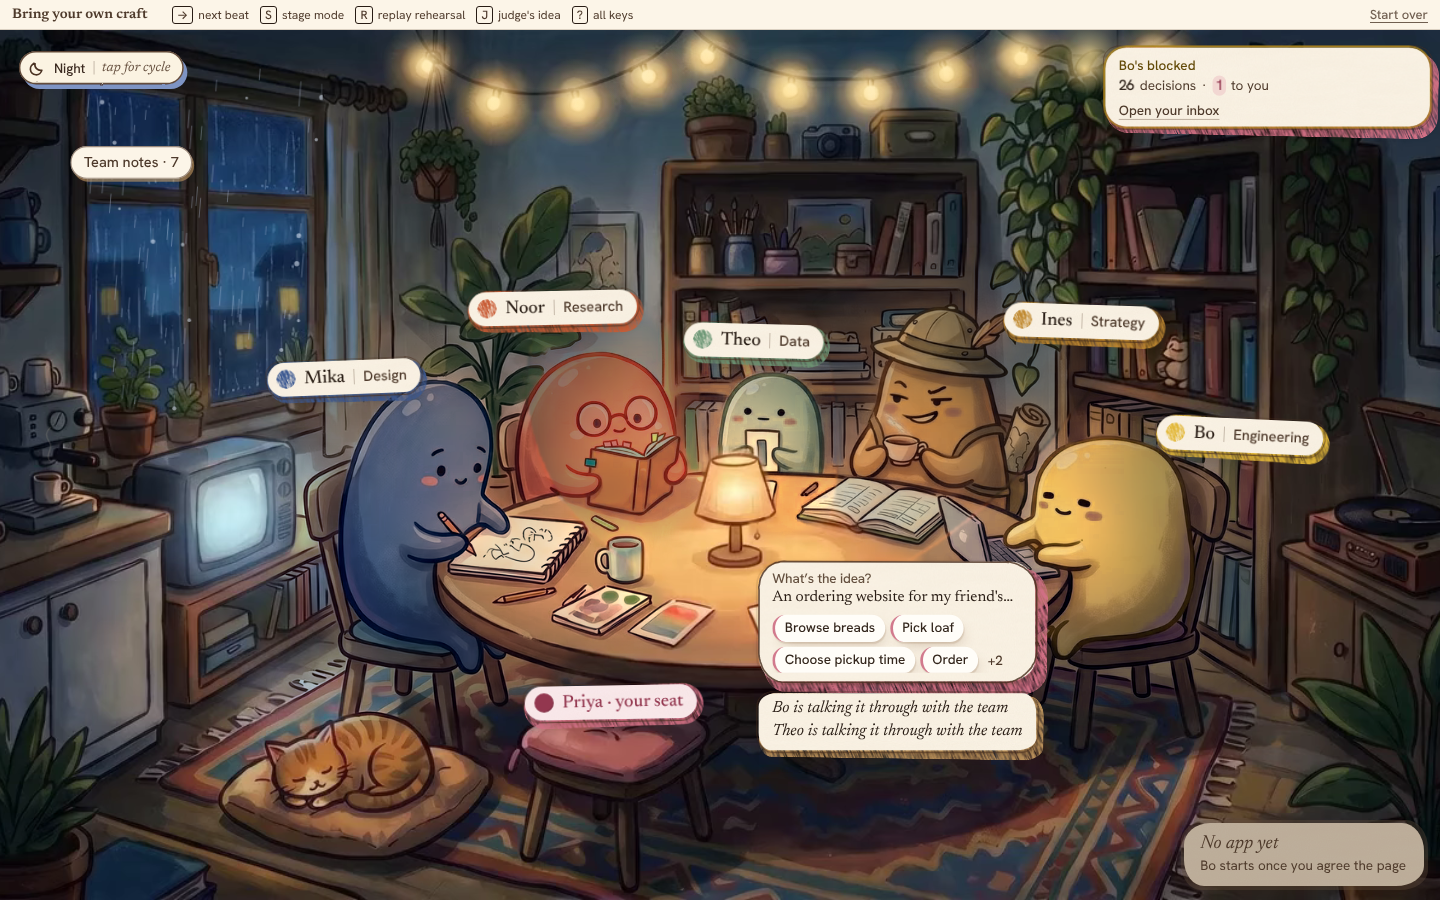 Bring your own craft
→ next beat S stage mode R replay rehearsal J judge's idea ? all keys
Start over
Night | tap for cycle
Bo's blocked
26 decisions · 1 to you
Open your inbox
Team notes · 7
Noor | Research
Ines | Strategy
Theo | Data
Mika | Design
Bo | Engineering
What's the idea?
An ordering website for my friend's...
Browse breads Pick loaf
Choose pickup time Order +2
Priya · your seat
Bo is talking it through with the team
Theo is talking it through with the team
No app yet
Bo starts once you agree the page